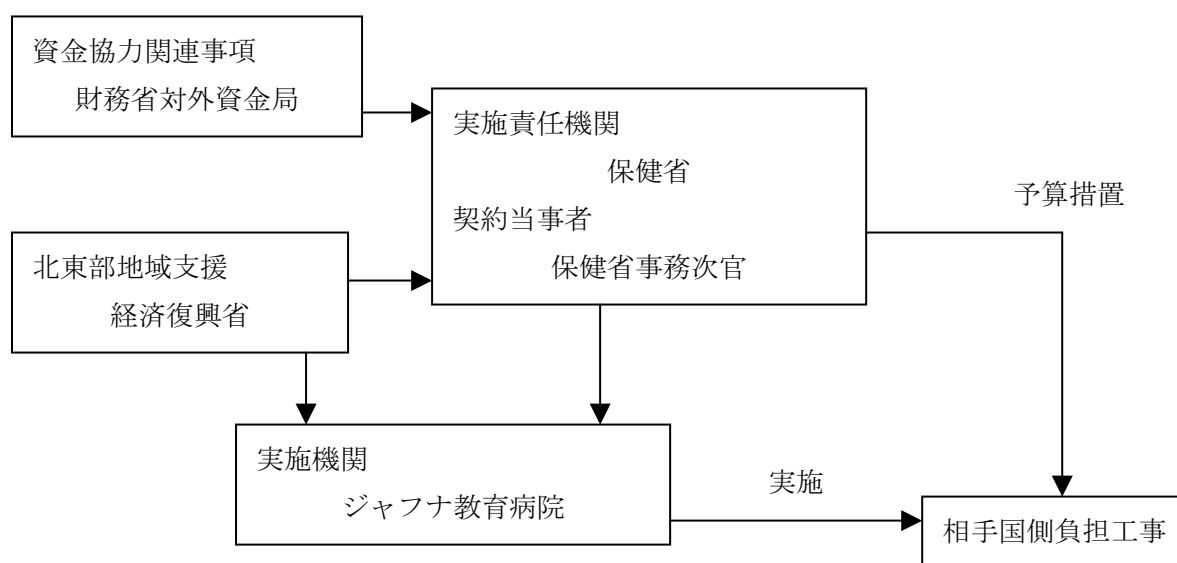 資金協力関連事項
財務省対外資金局
実施責任機関
保健省
契約当事者
保健省事務次官
予算措置
北東部地域支援
経済復興省
実施機関
ジャフナ教育病院
実施
相手国側負担工事